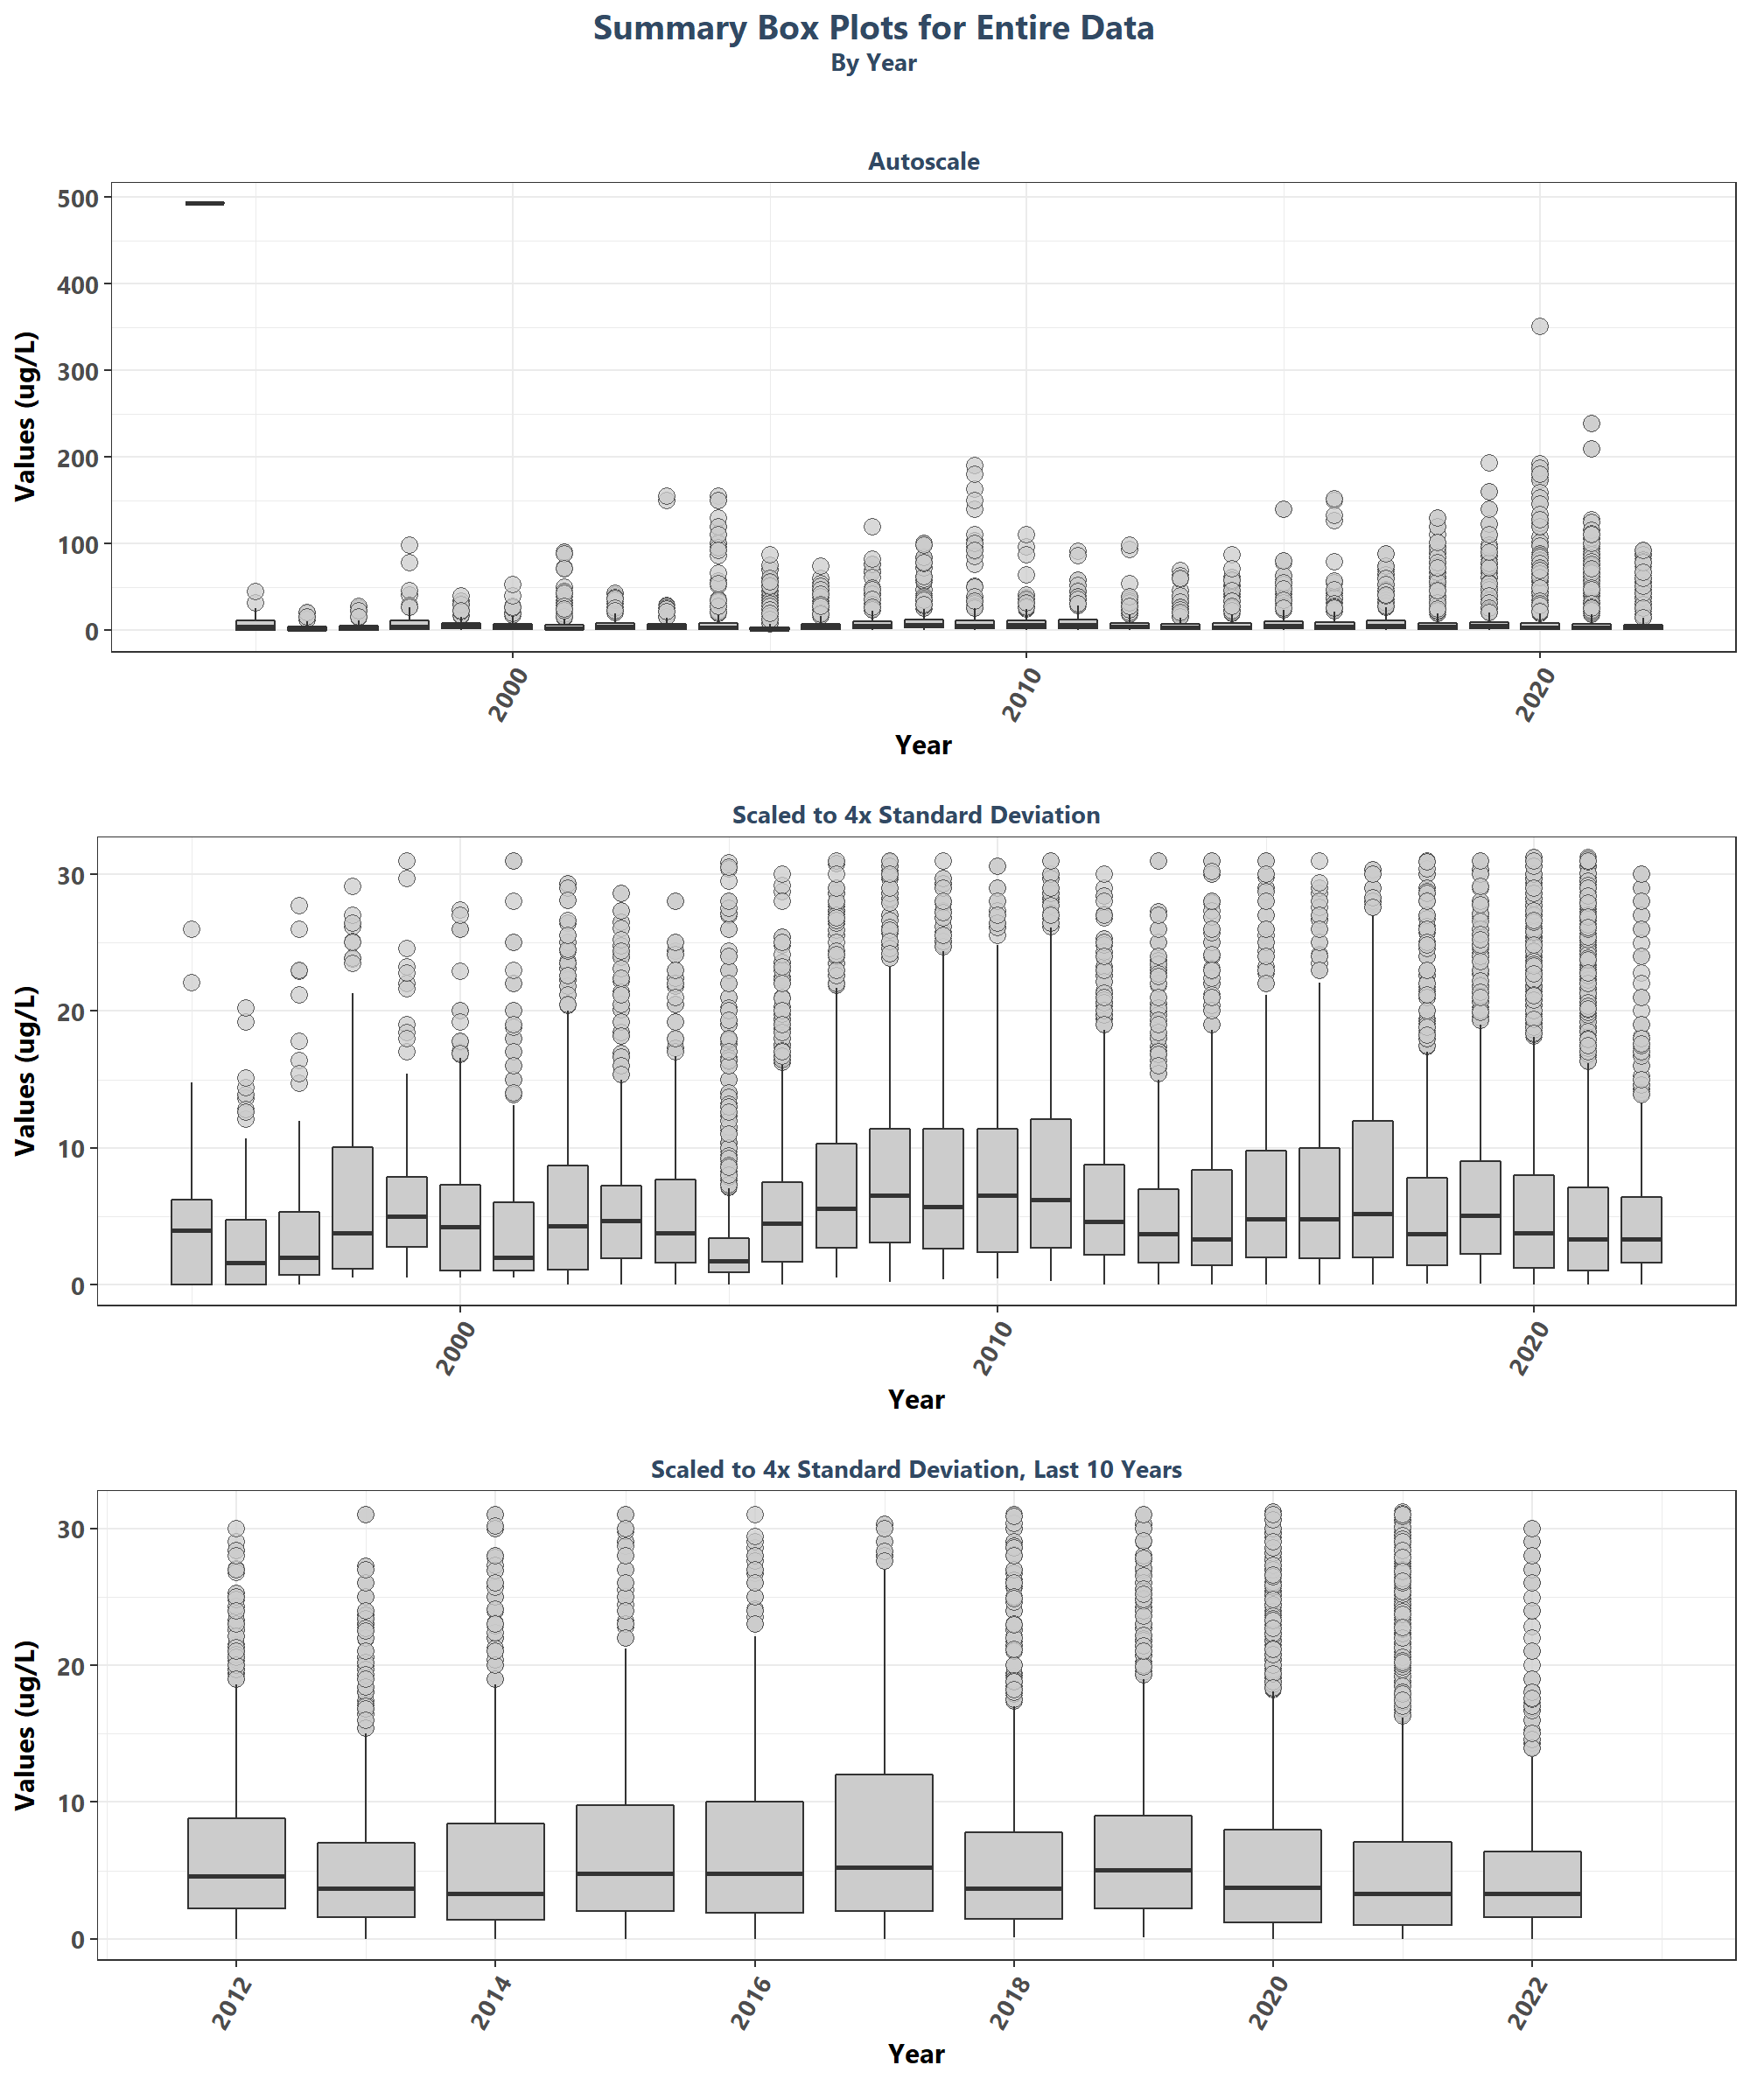 Summary Box Plots for Entire Data
By Year
Autoscale
Values (ug/L)
500
400
300
200
100
0
2000
2010
2020
Year
Scaled to 4x Standard Deviation
Values (ug/L)
30
20
10
0
2000
2010
2020
Year
Scaled to 4x Standard Deviation, Last 10 Years
Values (ug/L)
30
20
10
0
2012
2014
2016
2018
2020
2022
Year